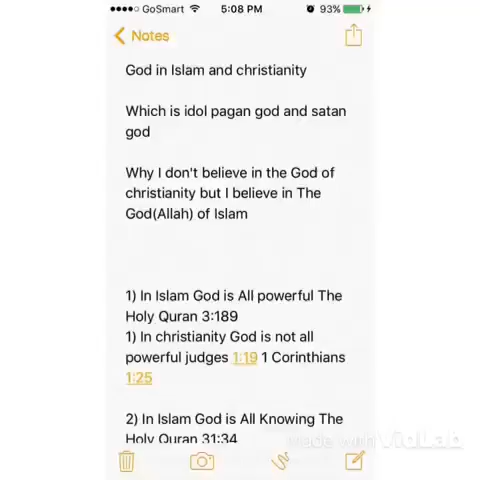 GoSmart 5:08 PM 93%
Notes
God in Islam and christianity
Which is idol pagan god and satan
god
Why I don't believe in the God of
christianity but I believe in The
God(Allah) of Islam
1) In Islam God is All powerful The
Holy Quran 3:189
1) In christianity God is not all
powerful judges 1:19 1 Corinthians
1:25
2) In Islam God is All Knowing The
Holy Quran 31:34
Made with VidLab